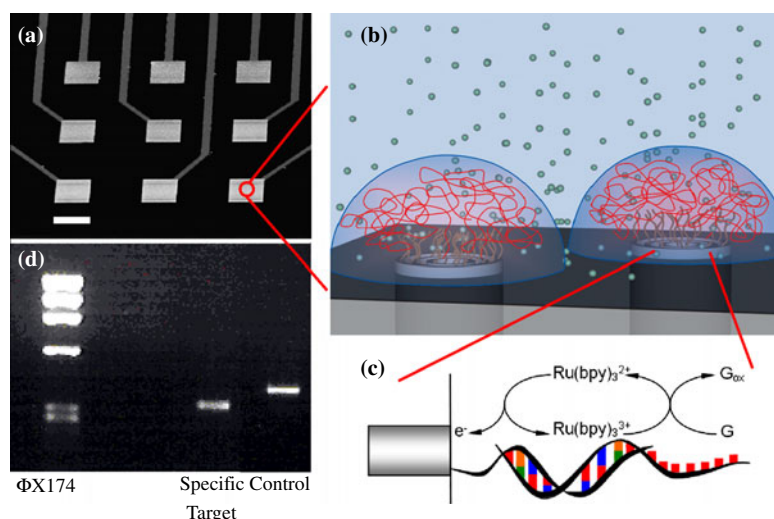 (a)
(b)
(d)
(c)
Ru(bpy)₃²⁺
Gox
e-
Ru(bpy)₃³⁺
G
ΦX174
Specific Control
Target